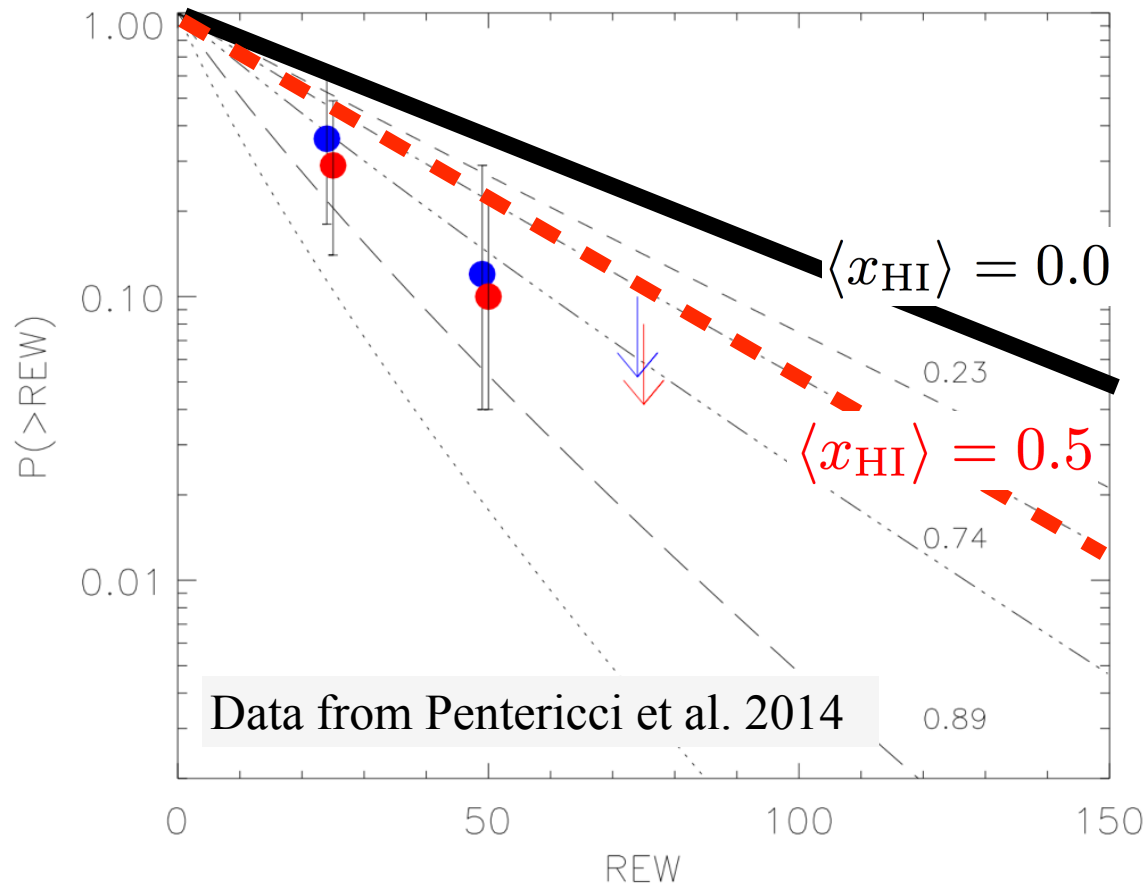 1.00
0.10
0.01
P(>REW)
⟨x_HI⟩ = 0.0
0.23
⟨x_HI⟩ = 0.5
0.74
0.89
Data from Pentericci et al. 2014
0 50 100 150
REW